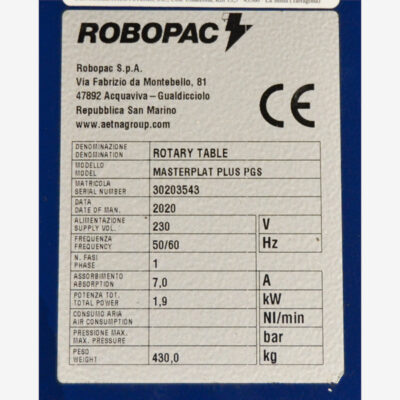 ROBOPAC
Robopac S.p.A.
Via Fabrizio da Montebello, 81
47892 Acquaviva - Gualdicciolo
Repubblica San Marino
www.aetnagroup.com
CE
DENOMINAZIONE
DENOMINATION
ROTARY TABLE
MODELLO
MODEL
MASTERPLAT PLUS PGS
MATRICOLA
SERIAL NUMBER
30203543
DATA
DATE OF MAN.
2020
ALIMENTAZIONE
SUPPLY VOL.
230 V
FREQUENZA
FREQUENCY
50/60 Hz
N. FASI
PHASE
1
ASSORBIMENTO
ABSORPTION
7,0 A
POTENZA TOT.
TOTAL POWER
1,9 kW
CONSUMO ARIA
AIR CONSUMPTION
Nl/min
PRESSIONE MAX.
MAX. PRESSURE
bar
PESO
WEIGHT
430,0 kg